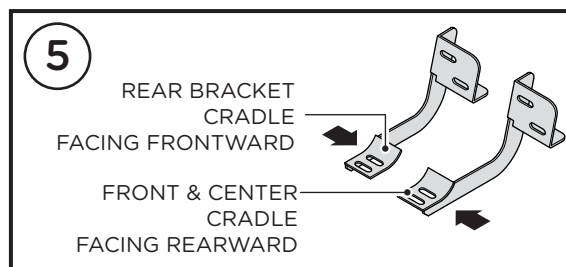 5
REAR BRACKET
CRADLE
FACING FRONTWARD
FRONT & CENTER
CRADLE
FACING REARWARD